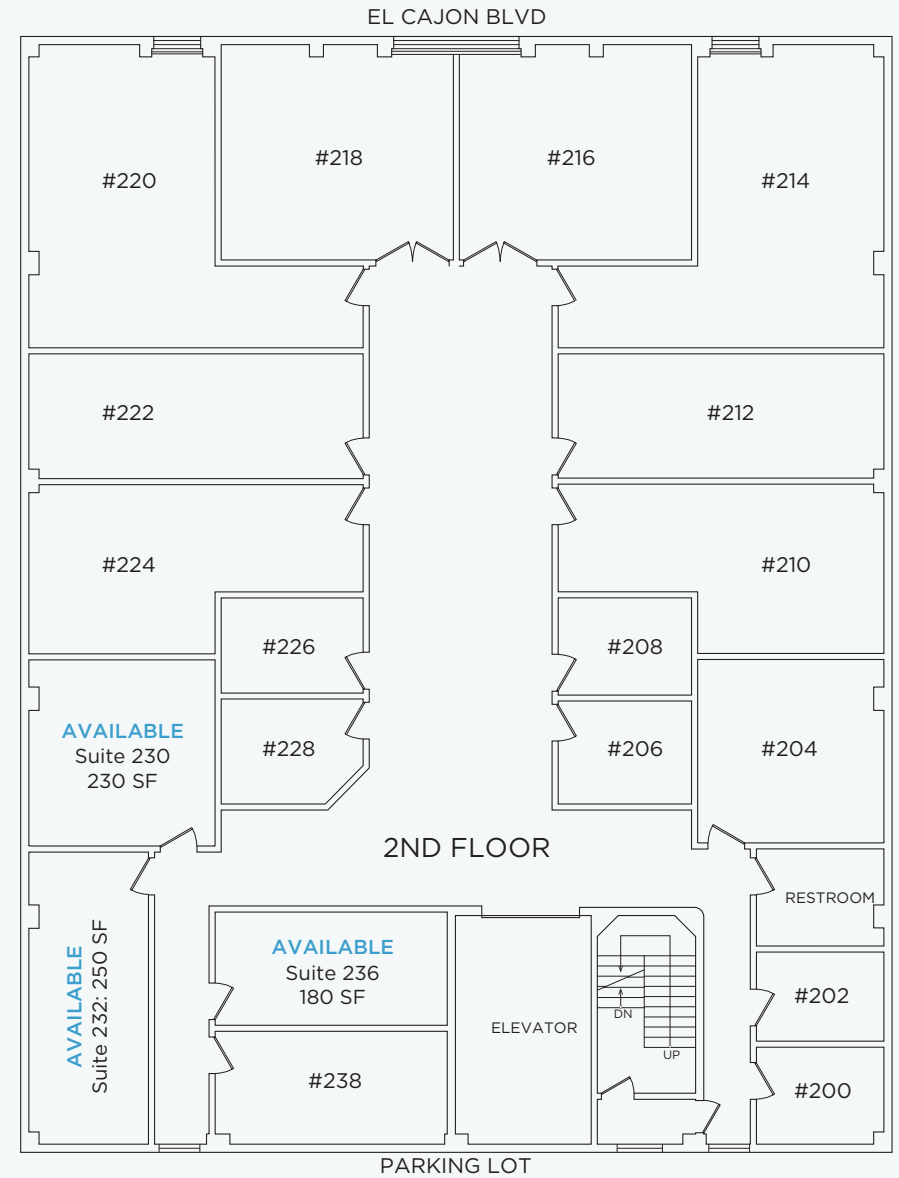 EL CAJON BLVD
#220
#218
#216
#214
#222
#212
#224
#210
#226
#208
AVAILABLE
Suite 230
230 SF
#228
#206
#204
2ND FLOOR
RESTROOM
AVAILABLE
Suite 232: 250 SF
AVAILABLE
Suite 236
180 SF
ELEVATOR
DN
UP
#202
#238
#200
PARKING LOT